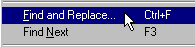 Find and Replace... Ctrl+F
Find Next F3